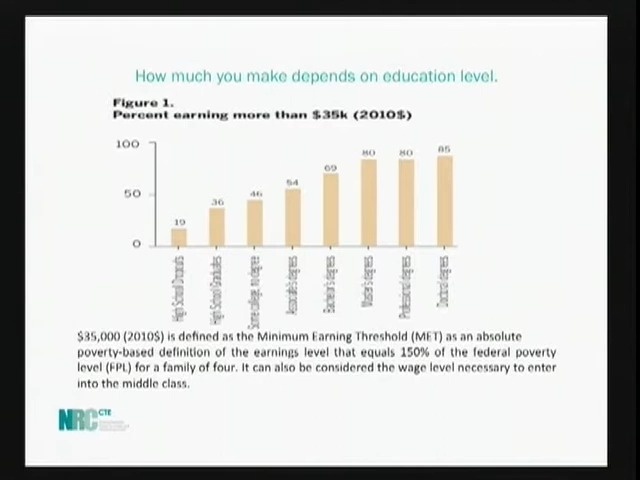 How much you make depends on education level.
Figure 1.
Percent earning more than $35k (2010$)
100
50
0
19
36
46
54
69
80
80
85
High School Dropouts
High School Graduates
Some college, no degree
Associate's degrees
Bachelor's degrees
Master's degrees
Professional degrees
Doctoral degrees
$35,000 (2010$) is defined as the Minimum Earning Threshold (MET) as an absolute
poverty-based definition of the earnings level that equals 150% of the federal poverty
level (FPL) for a family of four. It can also be considered the wage level necessary to enter
into the middle class.
NRC CTE